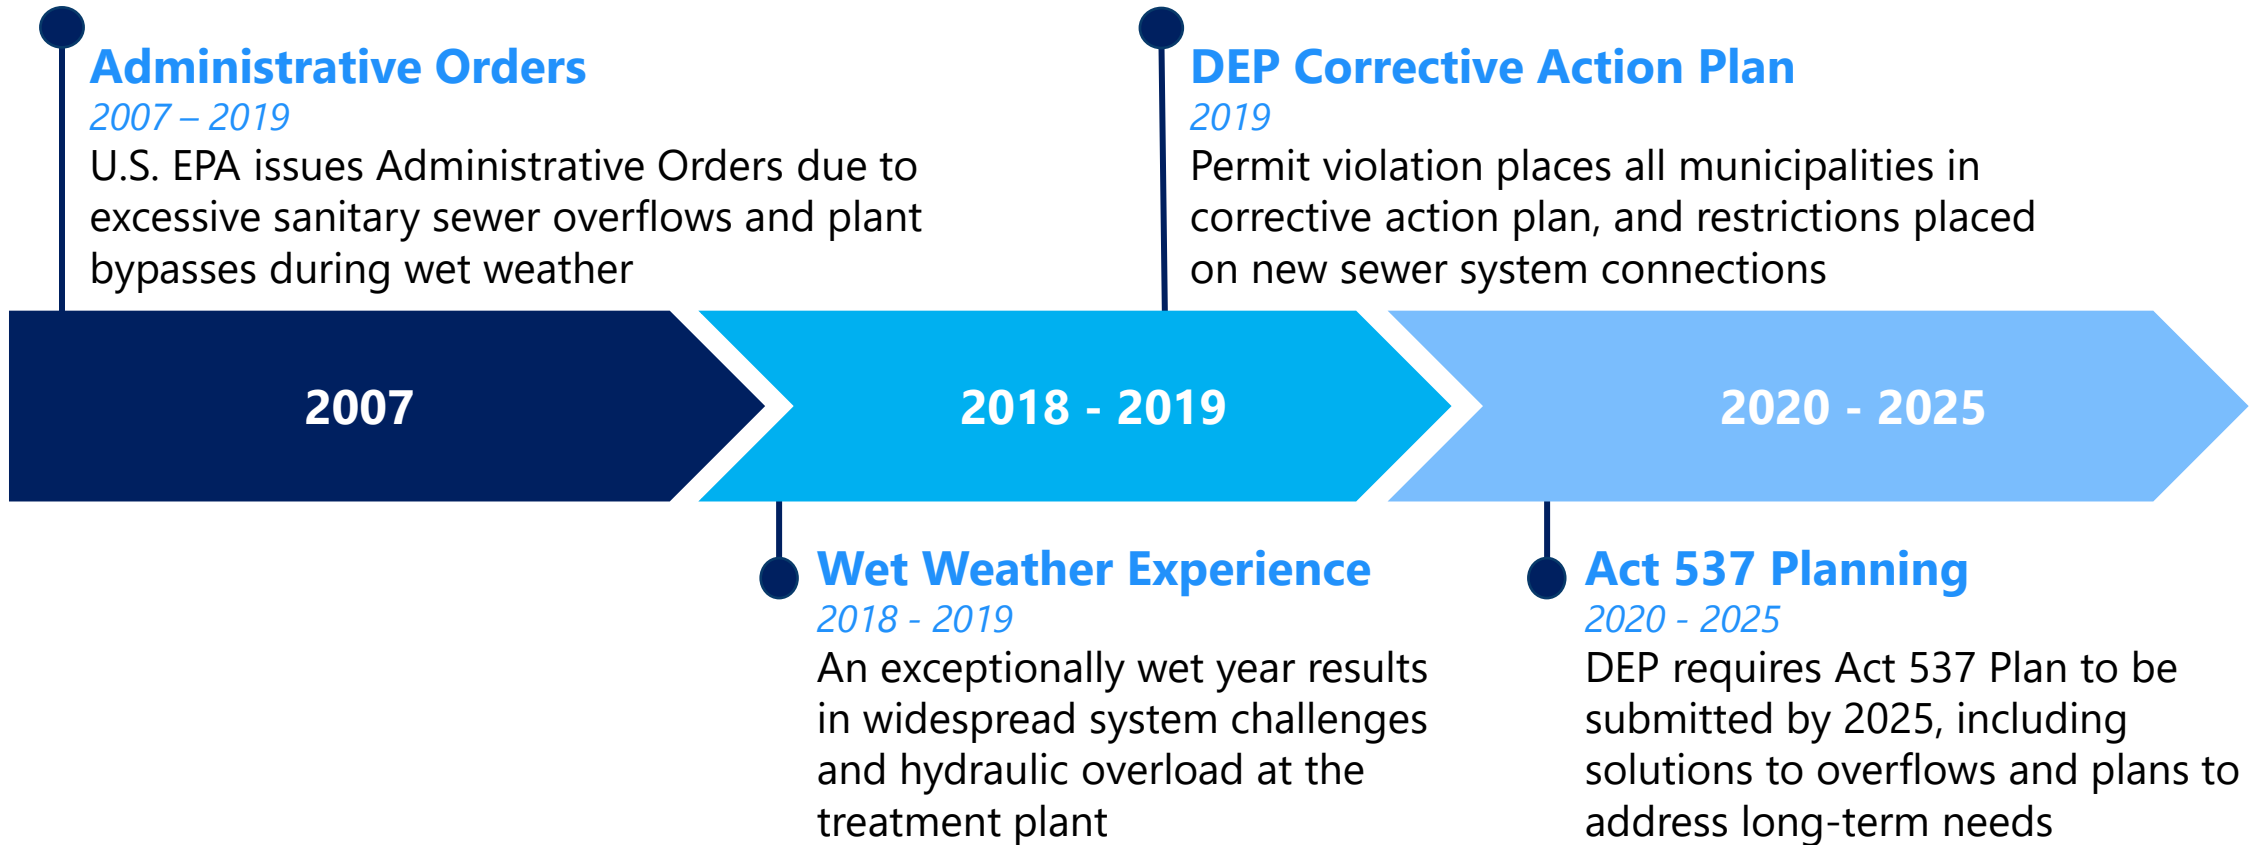 Administrative Orders
2007 – 2019
U.S. EPA issues Administrative Orders due to
excessive sanitary sewer overflows and plant
bypasses during wet weather
DEP Corrective Action Plan
2019
Permit violation places all municipalities in
corrective action plan, and restrictions placed
on new sewer system connections
2007
2018 - 2019
2020 - 2025
Wet Weather Experience
2018 - 2019
An exceptionally wet year results
in widespread system challenges
and hydraulic overload at the
treatment plant
Act 537 Planning
2020 - 2025
DEP requires Act 537 Plan to be
submitted by 2025, including
solutions to overflows and plans to
address long-term needs